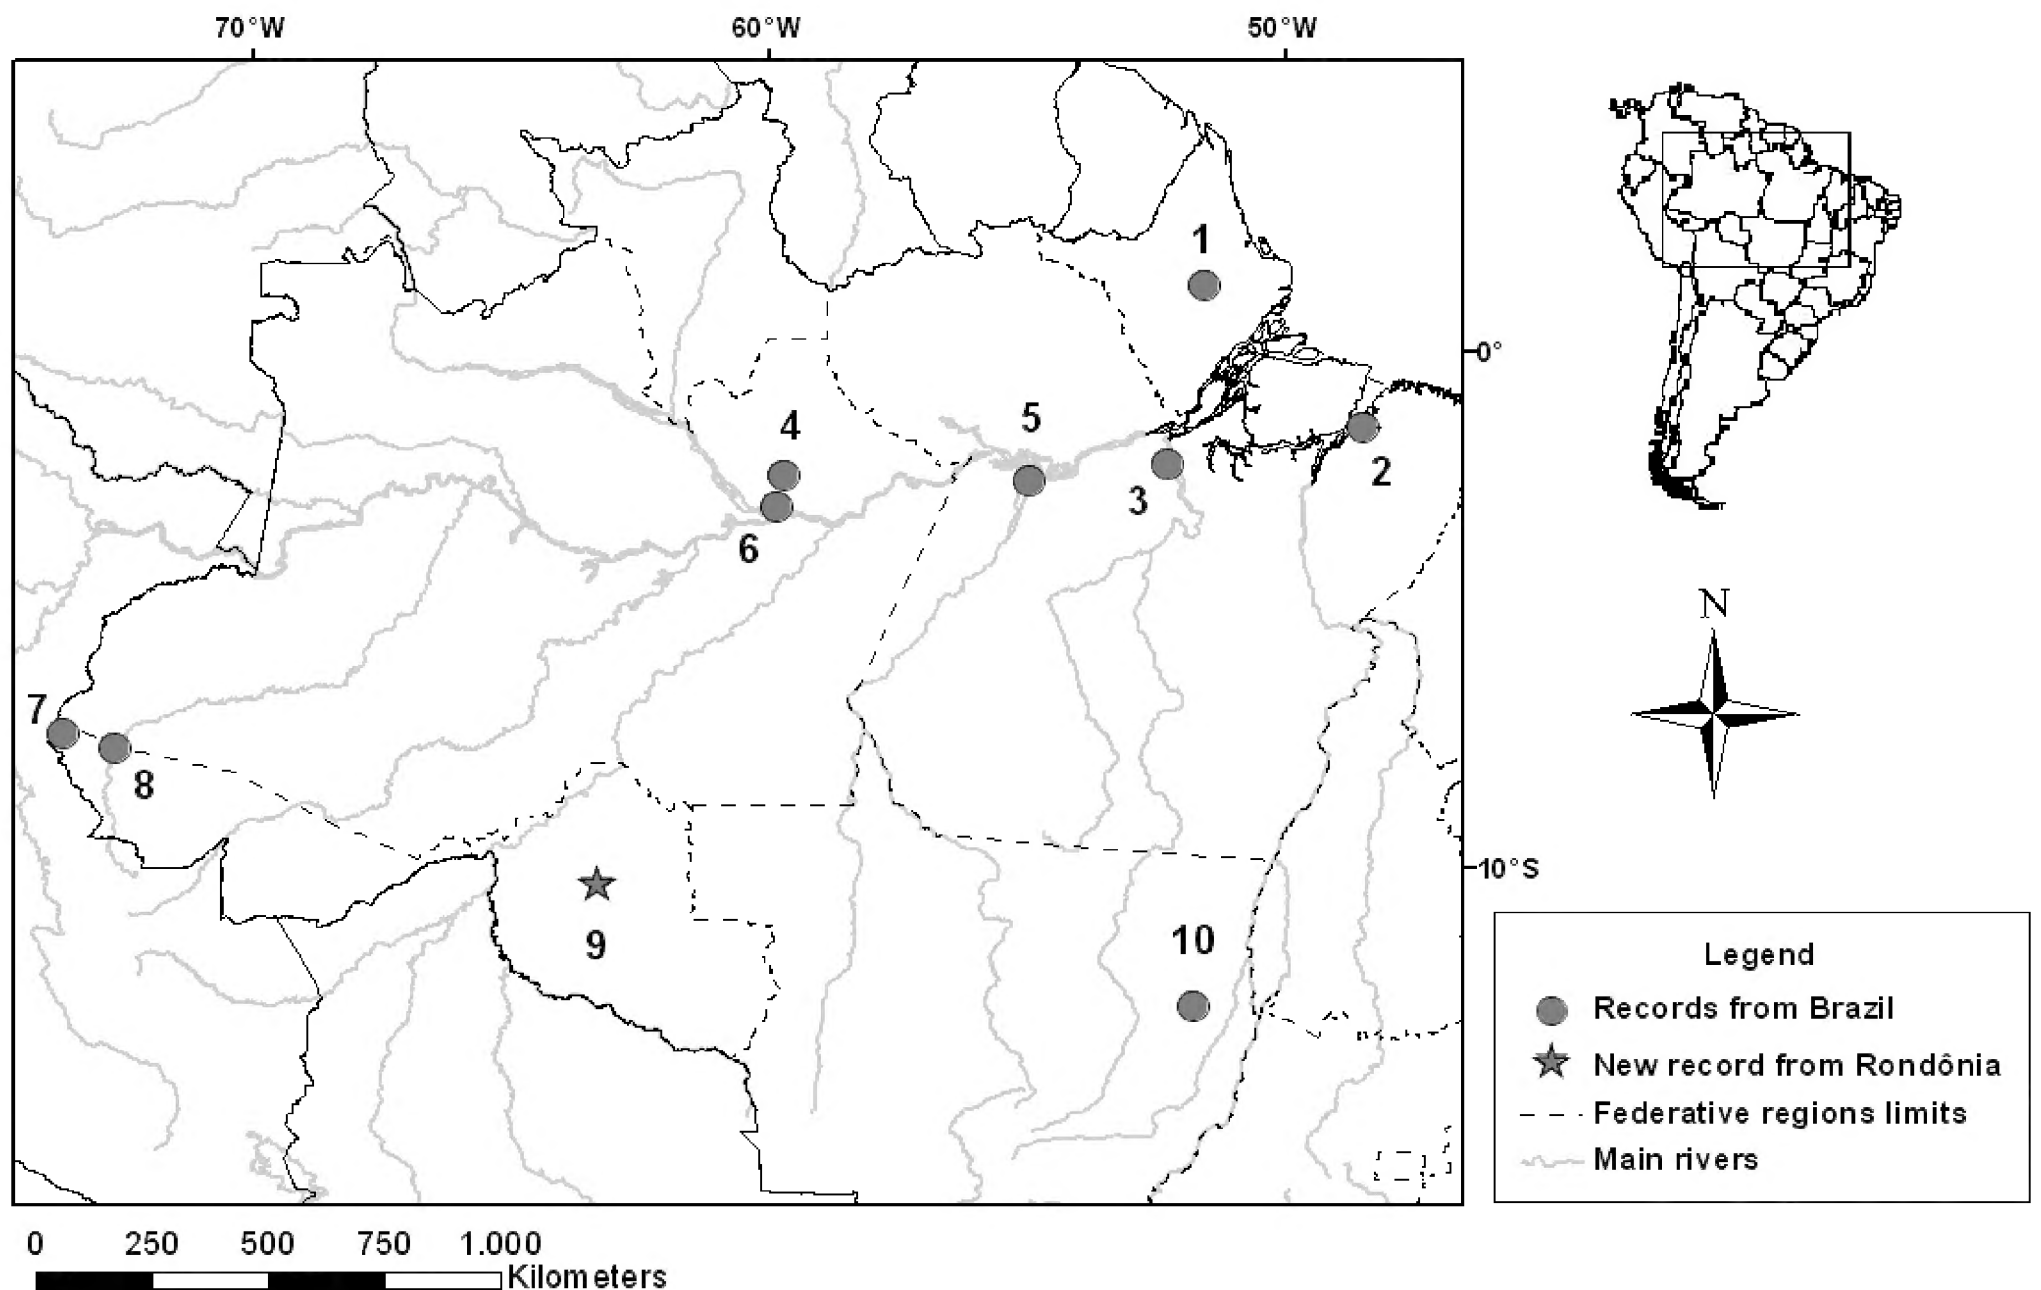 70°W 60°W 50°W
1
0°
4
5
2
3
6
N
7
8
10°S
9
10
Legend
Records from Brazil
New record from Rondônia
Federative regions limits
Main rivers
0 250 500 750 1.000
Kilometers